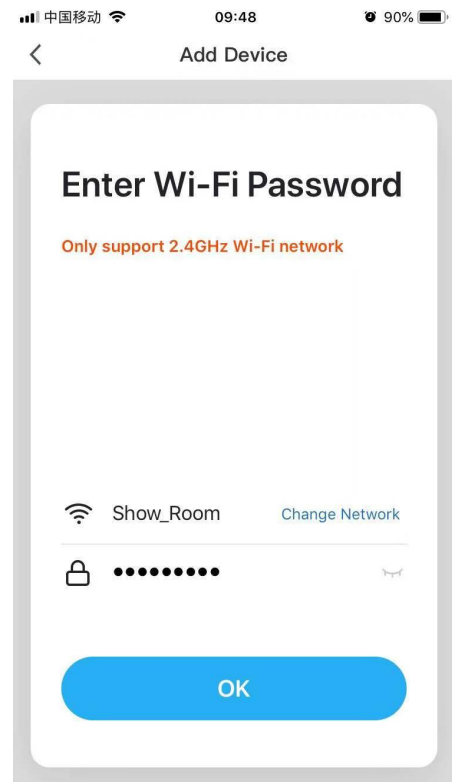 中国移动 09:48 90%
Add Device
Enter Wi-Fi Password
Only support 2.4GHz Wi-Fi network
Show_Room Change Network
•••••••••
OK